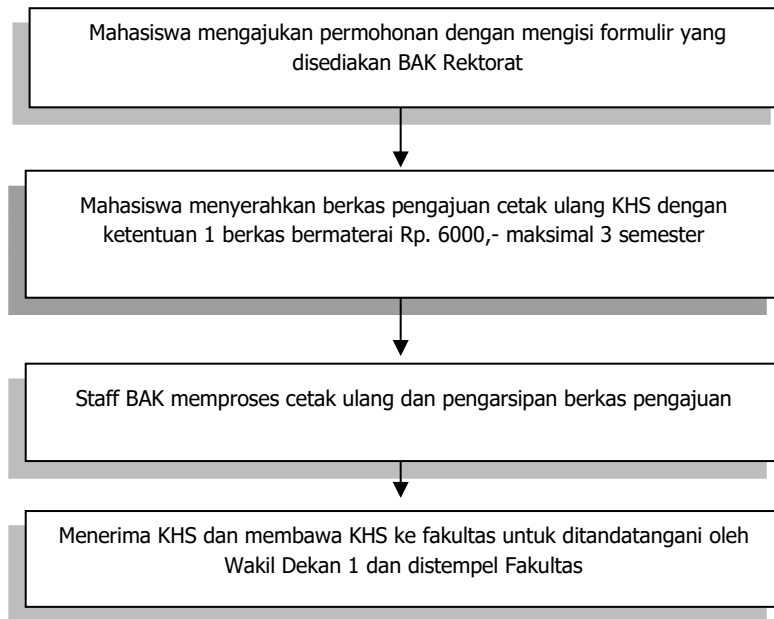 Mahasiswa mengajukan permohonan dengan mengisi formulir yang
disediakan BAK Rektorat
Mahasiswa menyerahkan berkas pengajuan cetak ulang KHS dengan
ketentuan 1 berkas bermaterai Rp. 6000,- maksimal 3 semester
Staff BAK memproses cetak ulang dan pengarsipan berkas pengajuan
Menerima KHS dan membawa KHS ke fakultas untuk ditandatangani oleh
Wakil Dekan 1 dan distempel Fakultas